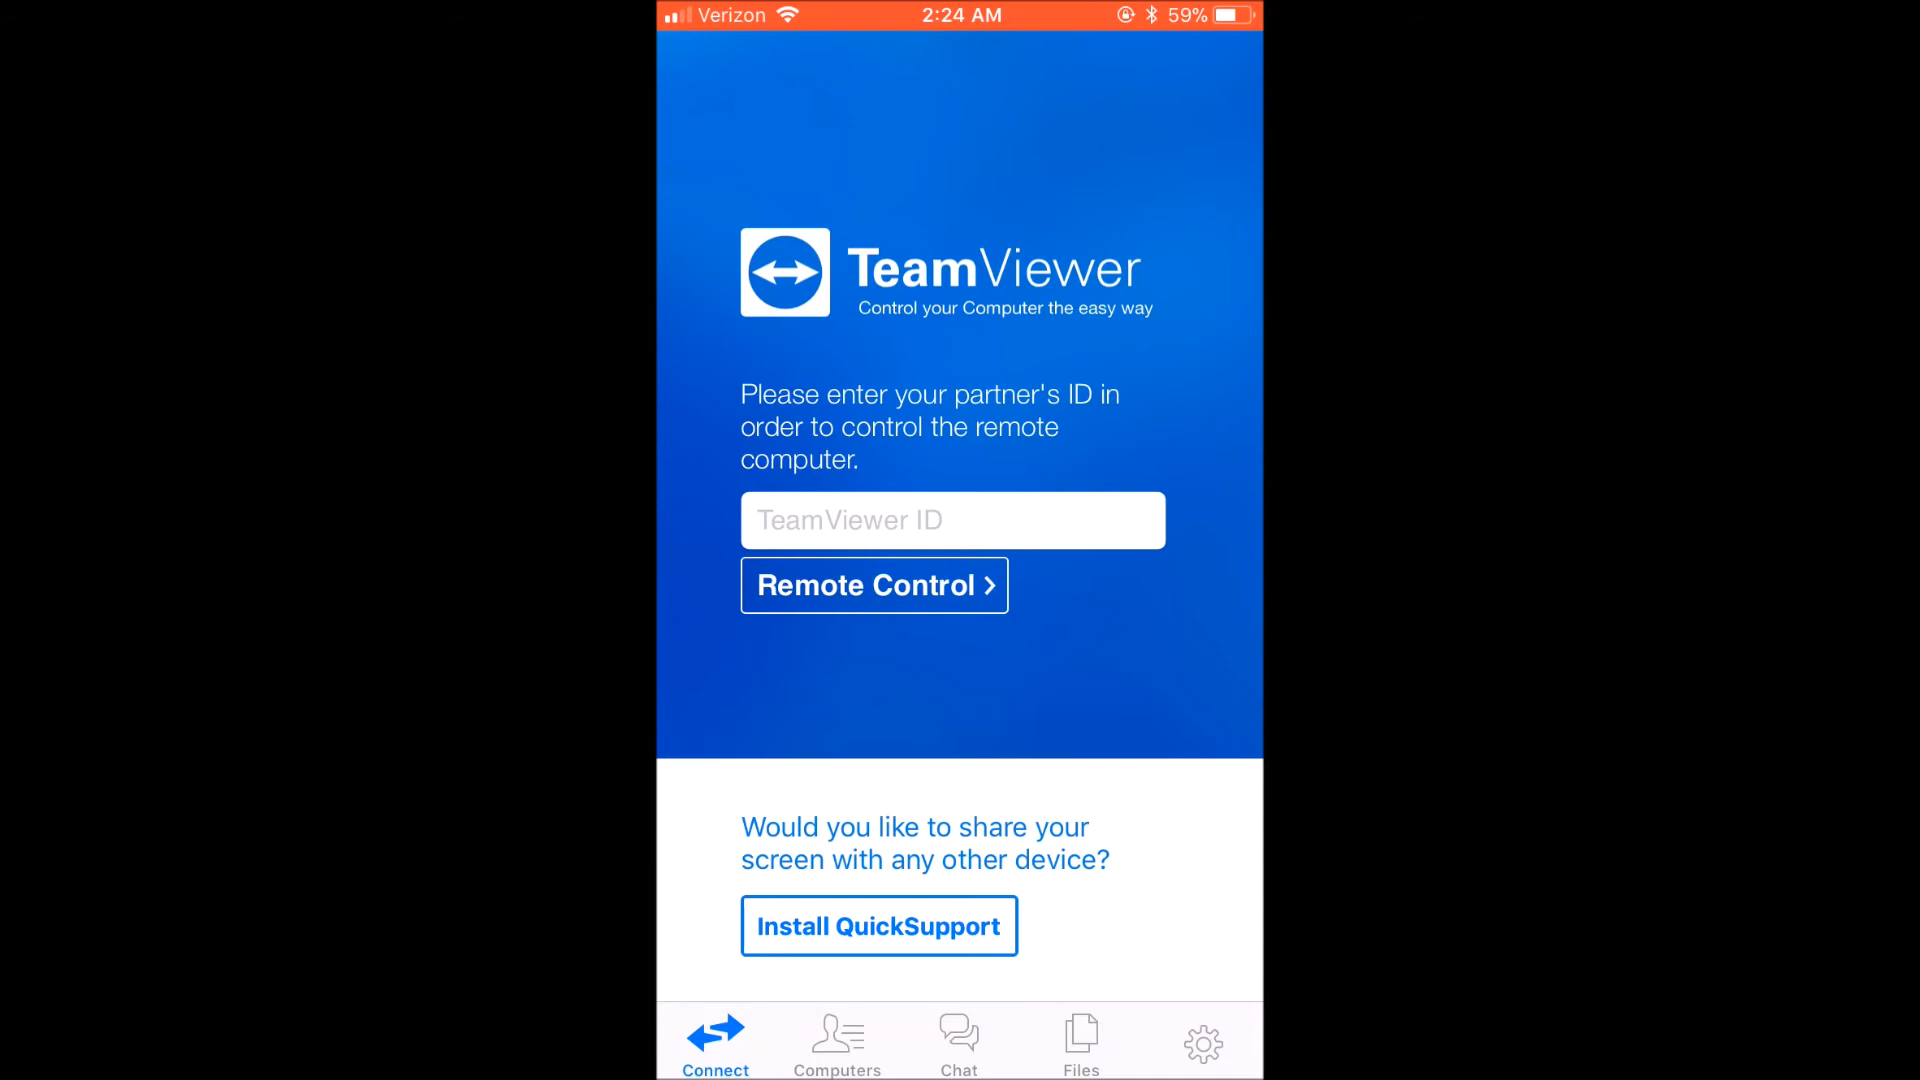 Verizon 2:24 AM 59%
TeamViewer
Control your Computer the easy way
Please enter your partner's ID in
order to control the remote
computer.
TeamViewer ID
Remote Control
Would you like to share your
screen with any other device?
Install QuickSupport
Connect Computers Chat Files